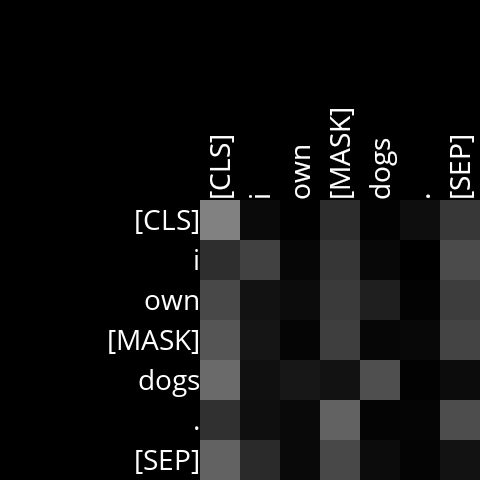 [CLS] i own [MASK] dogs . [SEP]
[CLS]
i
own
[MASK]
dogs
.
[SEP]